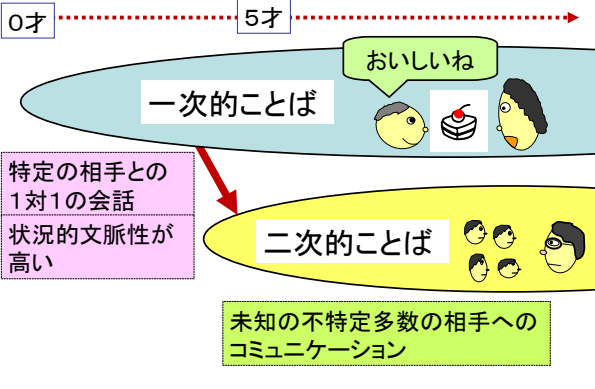 0才
5才
おいしいね
一次的ことば
特定の相手との
1対1の会話
状況的文脈性が
高い
二次的ことば
未知の不特定多数の相手への
コミュニケーション